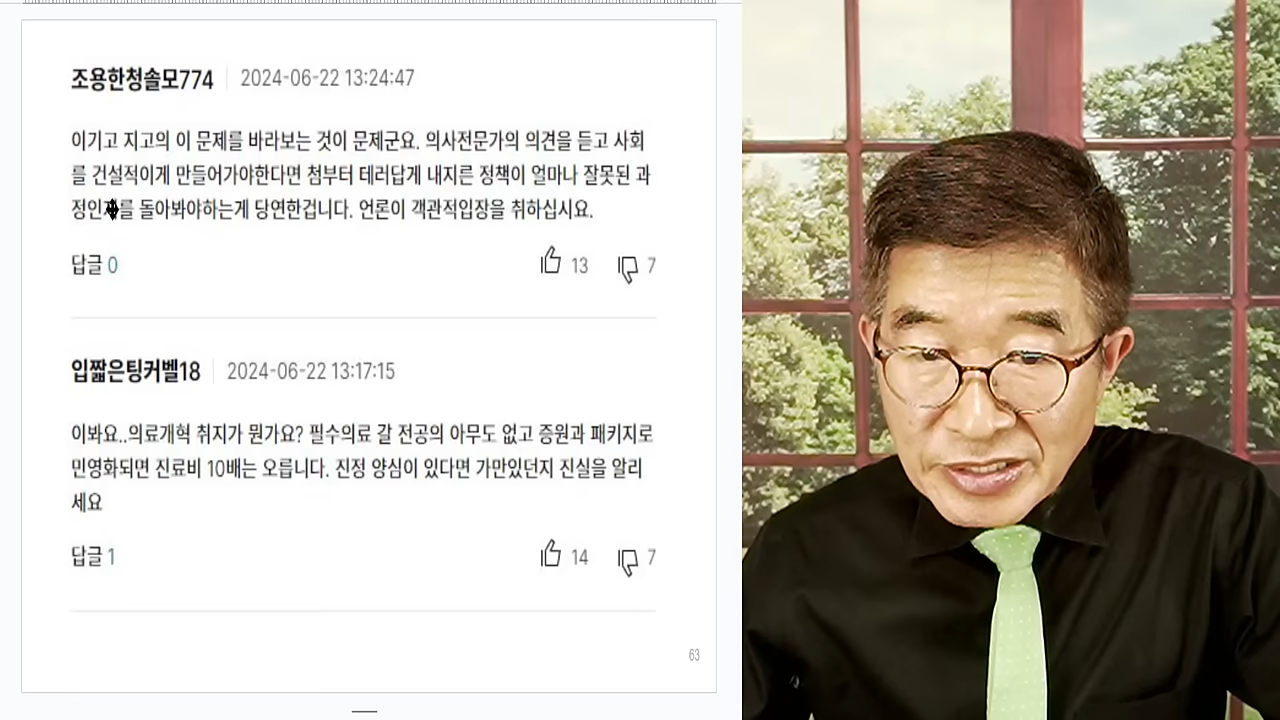 조용한청솔모774 2024-06-22 13:24:47
이기고 지고의 이 문제를 바라보는 것이 문제군요. 의사전문가의 의견을 듣고 사회
를 건설적이게 만들어가야한다면 첨부터 테러답게 내지른 정책이 얼마나 잘못된 과
정인지를 돌아봐야하는게 당연한겁니다. 언론이 객관적입장을 취하십시요.
답글 0 13 7
입짧은팅커벨18 2024-06-22 13:17:15
이봐요..의료개혁 취지가 뭔가요? 필수의료 갈 전공의 아무도 없고 증원과 패키지로
민영화되면 진료비 10배는 오릅니다. 진정 양심이 있다면 가만있던지 진실을 알리
세요
답글 1 14 7
63